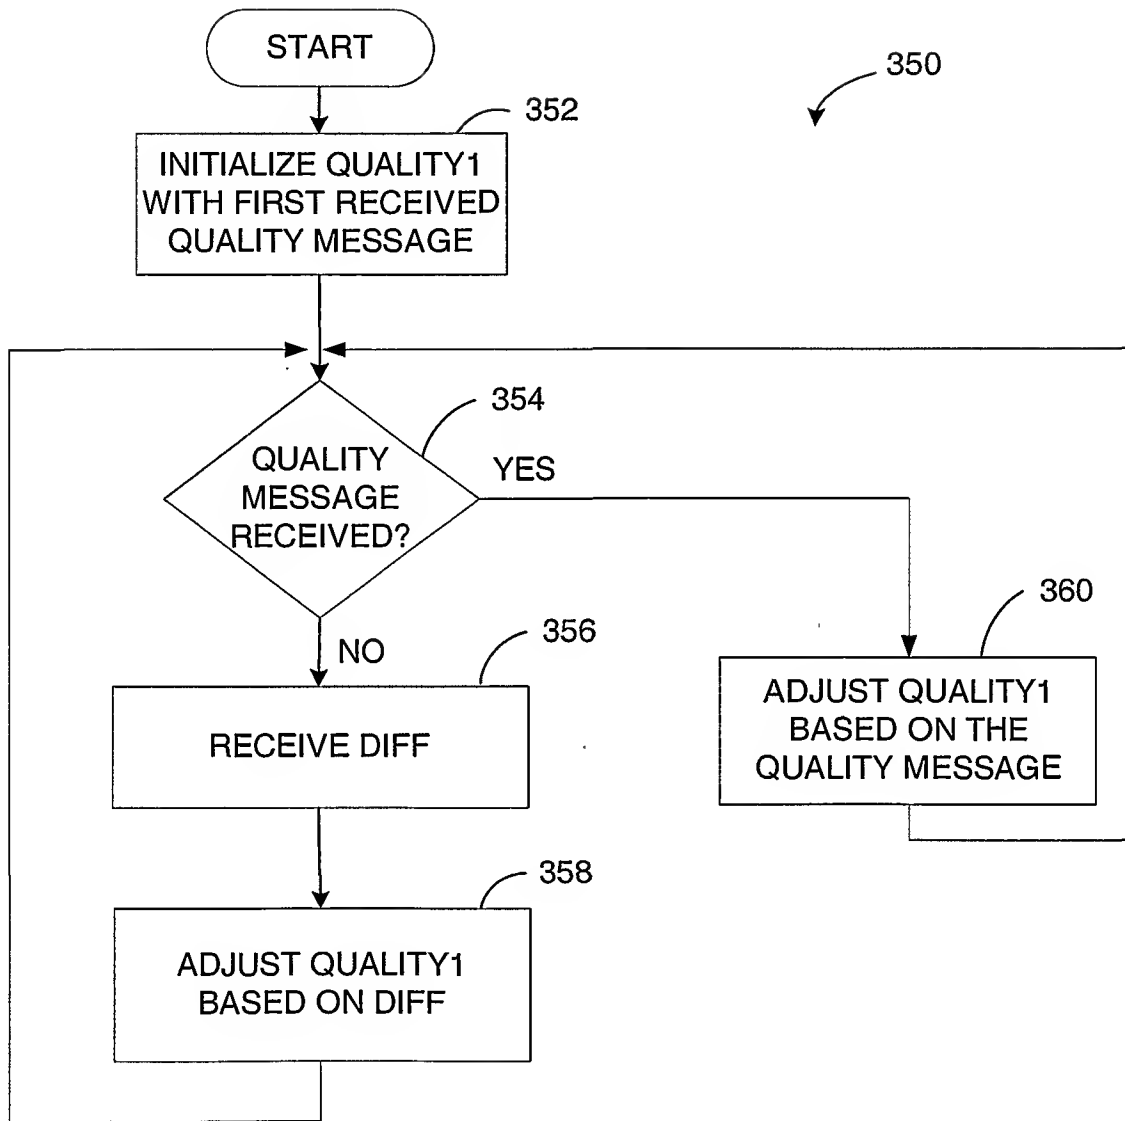 START
350
352
INITIALIZE QUALITY1
WITH FIRST RECEIVED
QUALITY MESSAGE
354
QUALITY
MESSAGE
RECEIVED?
YES
NO
356
RECEIVE DIFF
360
ADJUST QUALITY1
BASED ON THE
QUALITY MESSAGE
358
ADJUST QUALITY1
BASED ON DIFF